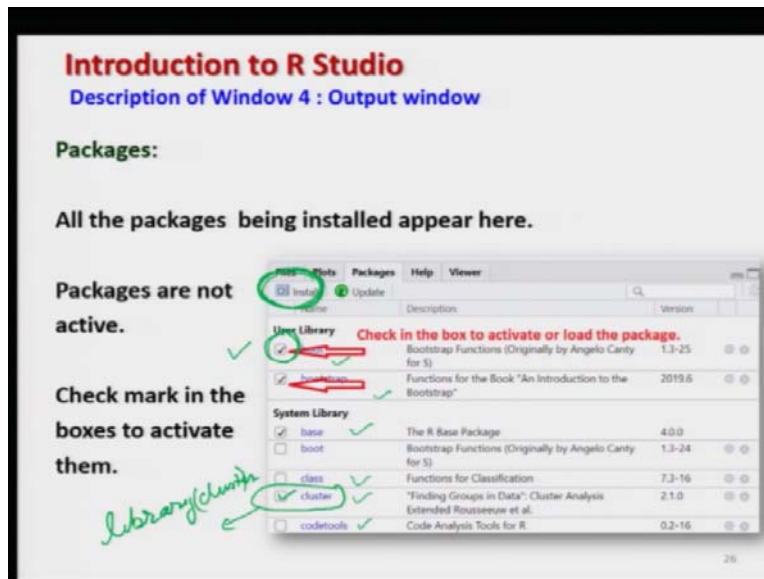 Introduction to R Studio
Description of Window 4 : Output window
Packages:
All the packages being installed appear here.
Packages are not
active.
Check mark in the
boxes to activate
them.
library(cluster
Files Plots Packages Help Viewer
Install Update
Name Description Version
User Library
Check in the box to activate or load the package.
Bootstrap Functions (Originally by Angelo Canty 1.3-25
for S)
bootstrap Functions for the Book "An Introduction to the 2019.6
Bootstrap"
System Library
base The R Base Package 4.0.0
boot Bootstrap Functions (Originally by Angelo Canty 1.3-24
for S)
class Functions for Classification 7.3-16
cluster "Finding Groups in Data": Cluster Analysis 2.1.0
Extended Rousseeuw et al.
codetools Code Analysis Tools for R 0.2-16
26